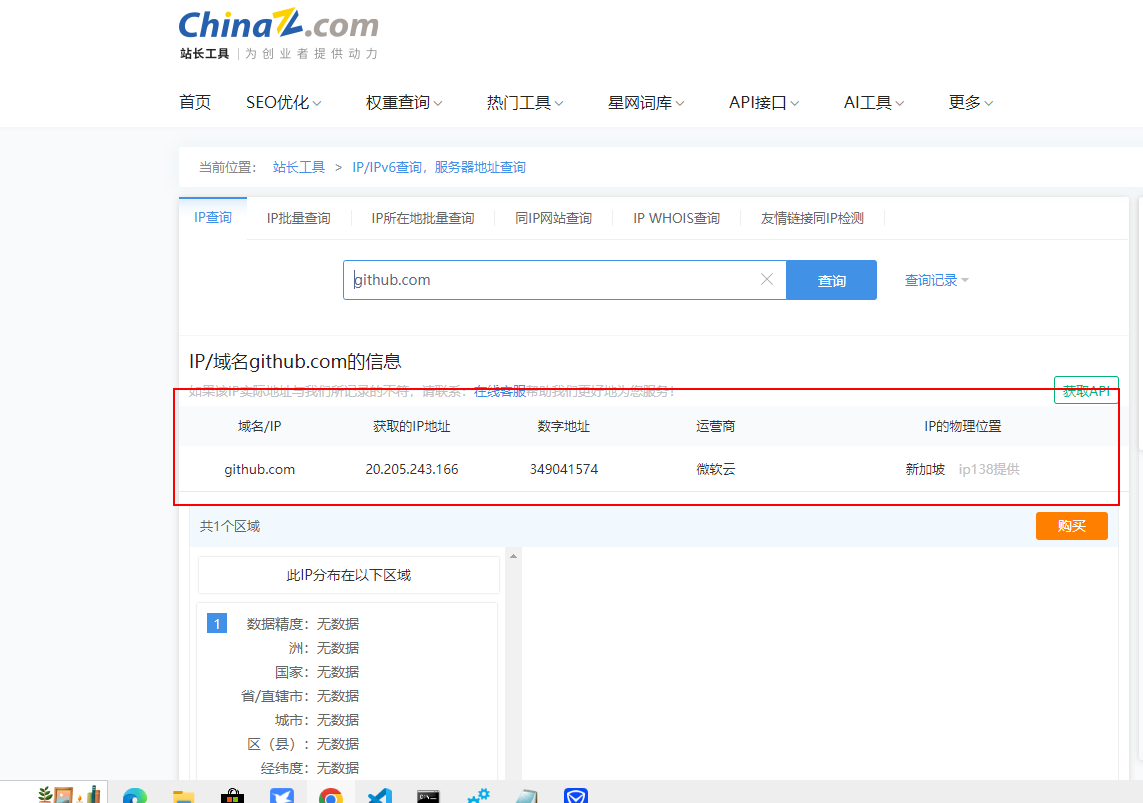 ChinaZ.com
站长工具 | 为创业者提供动力
首页 SEO优化 权重查询 热门工具 星网词库 API接口 AI工具 更多
当前位置： 站长工具 > IP/IPv6查询，服务器地址查询
IP查询 IP批量查询 IP所在地批量查询 同IP网站查询 IP WHOIS查询 友情链接同IP检测
github.com 查询 查询记录
IP/域名github.com的信息
如果该IP实际地址与我们所记录的不符，请联系：在线客服帮助我们更好地为您服务！ 获取API
域名/IP 获取的IP地址 数字地址 运营商 IP的物理位置
github.com 20.205.243.166 349041574 微软云 新加坡 ip138提供
共1个区域 购买
此IP分布在以下区域
1 数据精度：无数据
洲：无数据
国家：无数据
省/直辖市：无数据
城市：无数据
区（县）：无数据
经纬度：无数据